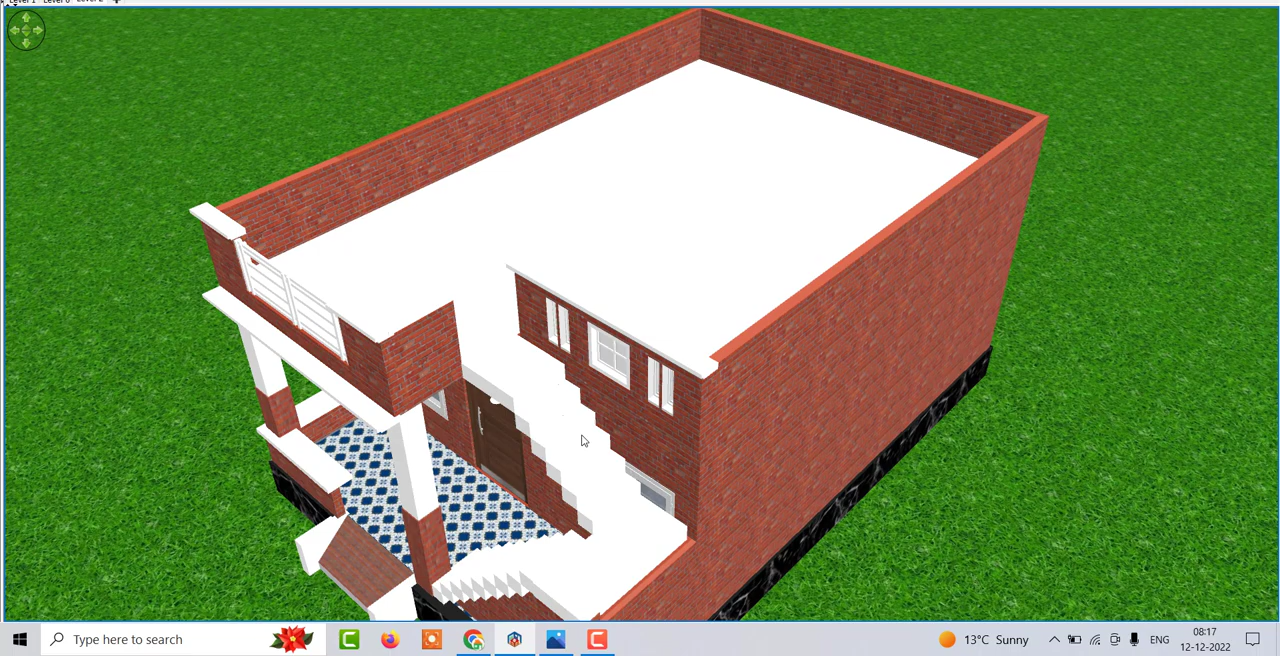 Type here to search
13°C Sunny
ENG
08:17
12-12-2022